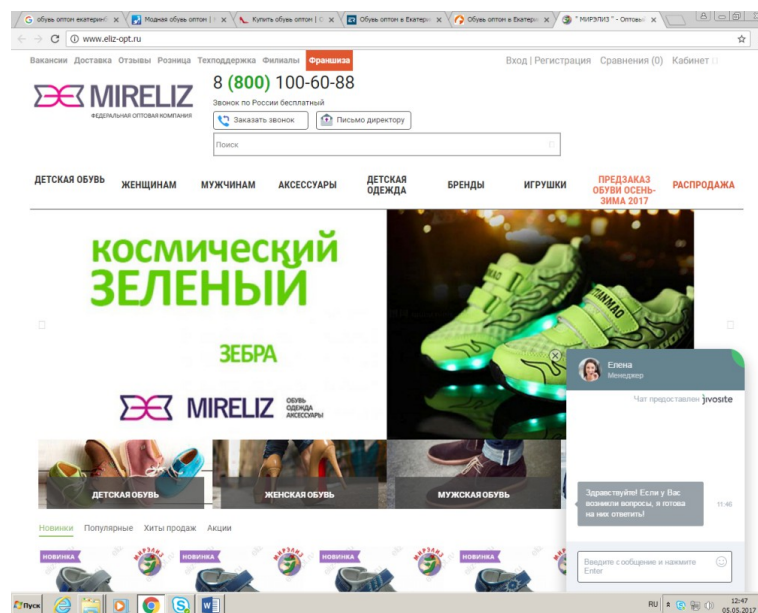 обувь оптом екатеринб
Модная обувь оптом |
Купить обувь оптом | С
Обувь оптом в Екатери
Обувь оптом в Екатери
" МИРЭЛИЗ " - Оптовы
www.eliz-opt.ru
Вакансии Доставка Отзывы Розница Техподдержка Филиалы Франшиза
Вход | Регистрация Сравнения (0) Кабинет
MIRELIZ
ФЕДЕРАЛЬНАЯ ОПТОВАЯ КОМПАНИЯ
8 (800) 100-60-88
Звонок по России бесплатный
Заказать звонок
Письмо директору
Поиск
ДЕТСКАЯ ОБУВЬ
ЖЕНЩИНАМ
МУЖЧИНАМ
АКСЕССУАРЫ
ДЕТСКАЯ
ОДЕЖДА
БРЕНДЫ
ИГРУШКИ
ПРЕДЗАКАЗ
ОБУВИ ОСЕНЬ-
ЗИМА 2017
РАСПРОДАЖА
космический
ЗЕЛЕНЫЙ
ЗЕБРА
MIRELIZ
ОБУВЬ
ОДЕЖДА
АКСЕССУАРЫ
TIANMAO
Елена
Менеджер
Чат предоставлен jivosite
Здравствуйте! Если у Вас
возникли вопросы, я готова
на них ответить!
11:46
Введите сообщение и нажмите
Enter
ДЕТСКАЯ ОБУВЬ
ЖЕНСКАЯ ОБУВЬ
МУЖСКАЯ ОБУВЬ
Новинки Популярные Хиты продаж Акции
НОВИНКА
МИРЭЛИЗ
НОВИНКА
МИРЭЛИЗ
НОВИНКА
МИРЭЛИЗ
НОВИНКА
МИРЭЛИЗ
Пуск
RU
12:47
05.05.2017